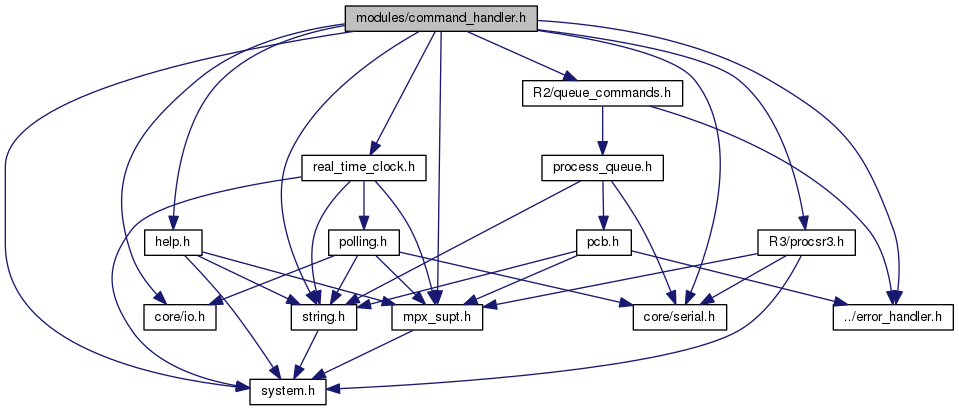 modules/command_handler.h
R2/queue_commands.h
real_time_clock.h
process_queue.h
help.h
polling.h
pcb.h
R3/procsr3.h
core/io.h
string.h
mpx_supt.h
core/serial.h
../error_handler.h
system.h